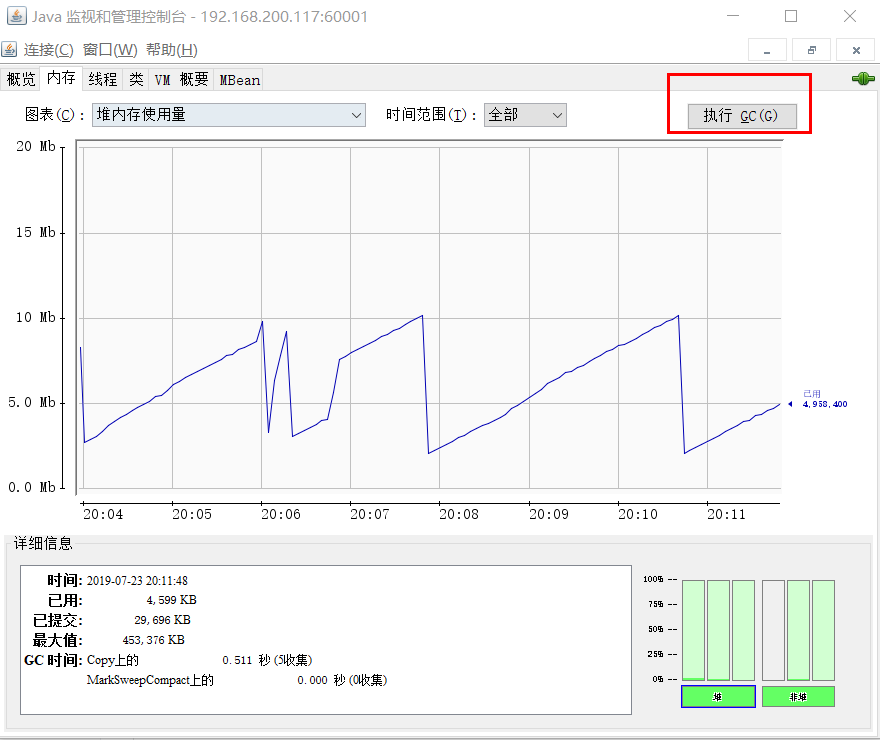 Java 监视和管理控制台 - 192.168.200.117:60001
连接(C) 窗口(W) 帮助(H)
概览 内存 线程 类 VM 概要 MBean
图表(C): 堆内存使用量 时间范围(I): 全部 执行 GC(G)
20 Mb
15 Mb
10 Mb
5.0 Mb
0.0 Mb
已用
4,958,400
20:04 20:05 20:06 20:07 20:08 20:09 20:10 20:11
详细信息
时间: 2019-07-23 20:11:48
已用: 4,599 KB
已提交: 29,696 KB
最大值: 453,376 KB
GC 时间: Copy上的 0.511 秒 (5收集)
MarkSweepCompact上的 0.000 秒 (0收集)
100%
75%
50%
25%
0%
堆 非堆